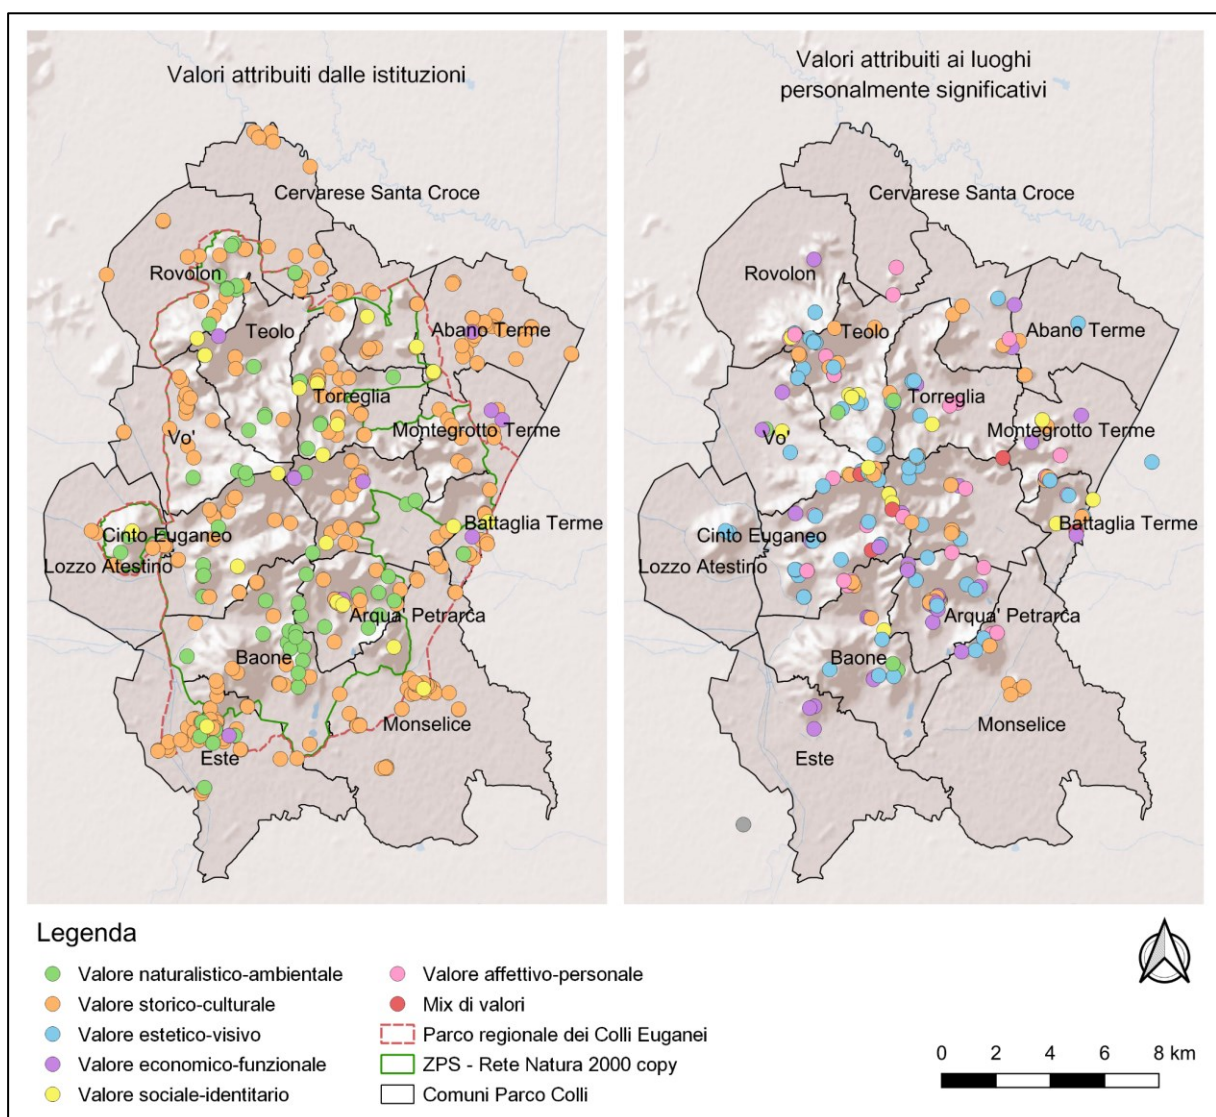 Valori attribuiti dalle istituzioni
Cervarese Santa Croce
Rovolon
Teolo
Abano Terme
Torreglia
Vo'
Montegrotto Terme
Battaglia Terme
Cinto Euganeo
Lozzo Atestino
Arqua' Petrarca
Baone
Monselice
Este
Valori attribuiti ai luoghi
personalmente significativi
Cervarese Santa Croce
Rovolon
Teolo
Abano Terme
Torreglia
Vo'
Montegrotto Terme
Battaglia Terme
Cinto Euganeo
Lozzo Atestino
Arqua' Petrarca
Baone
Monselice
Este
Legenda
Valore naturalistico-ambientale
Valore storico-culturale
Valore estetico-visivo
Valore economico-funzionale
Valore sociale-identitario
Valore affettivo-personale
Mix di valori
Parco regionale dei Colli Euganei
ZPS - Rete Natura 2000 copy
Comuni Parco Colli
0 2 4 6 8 km